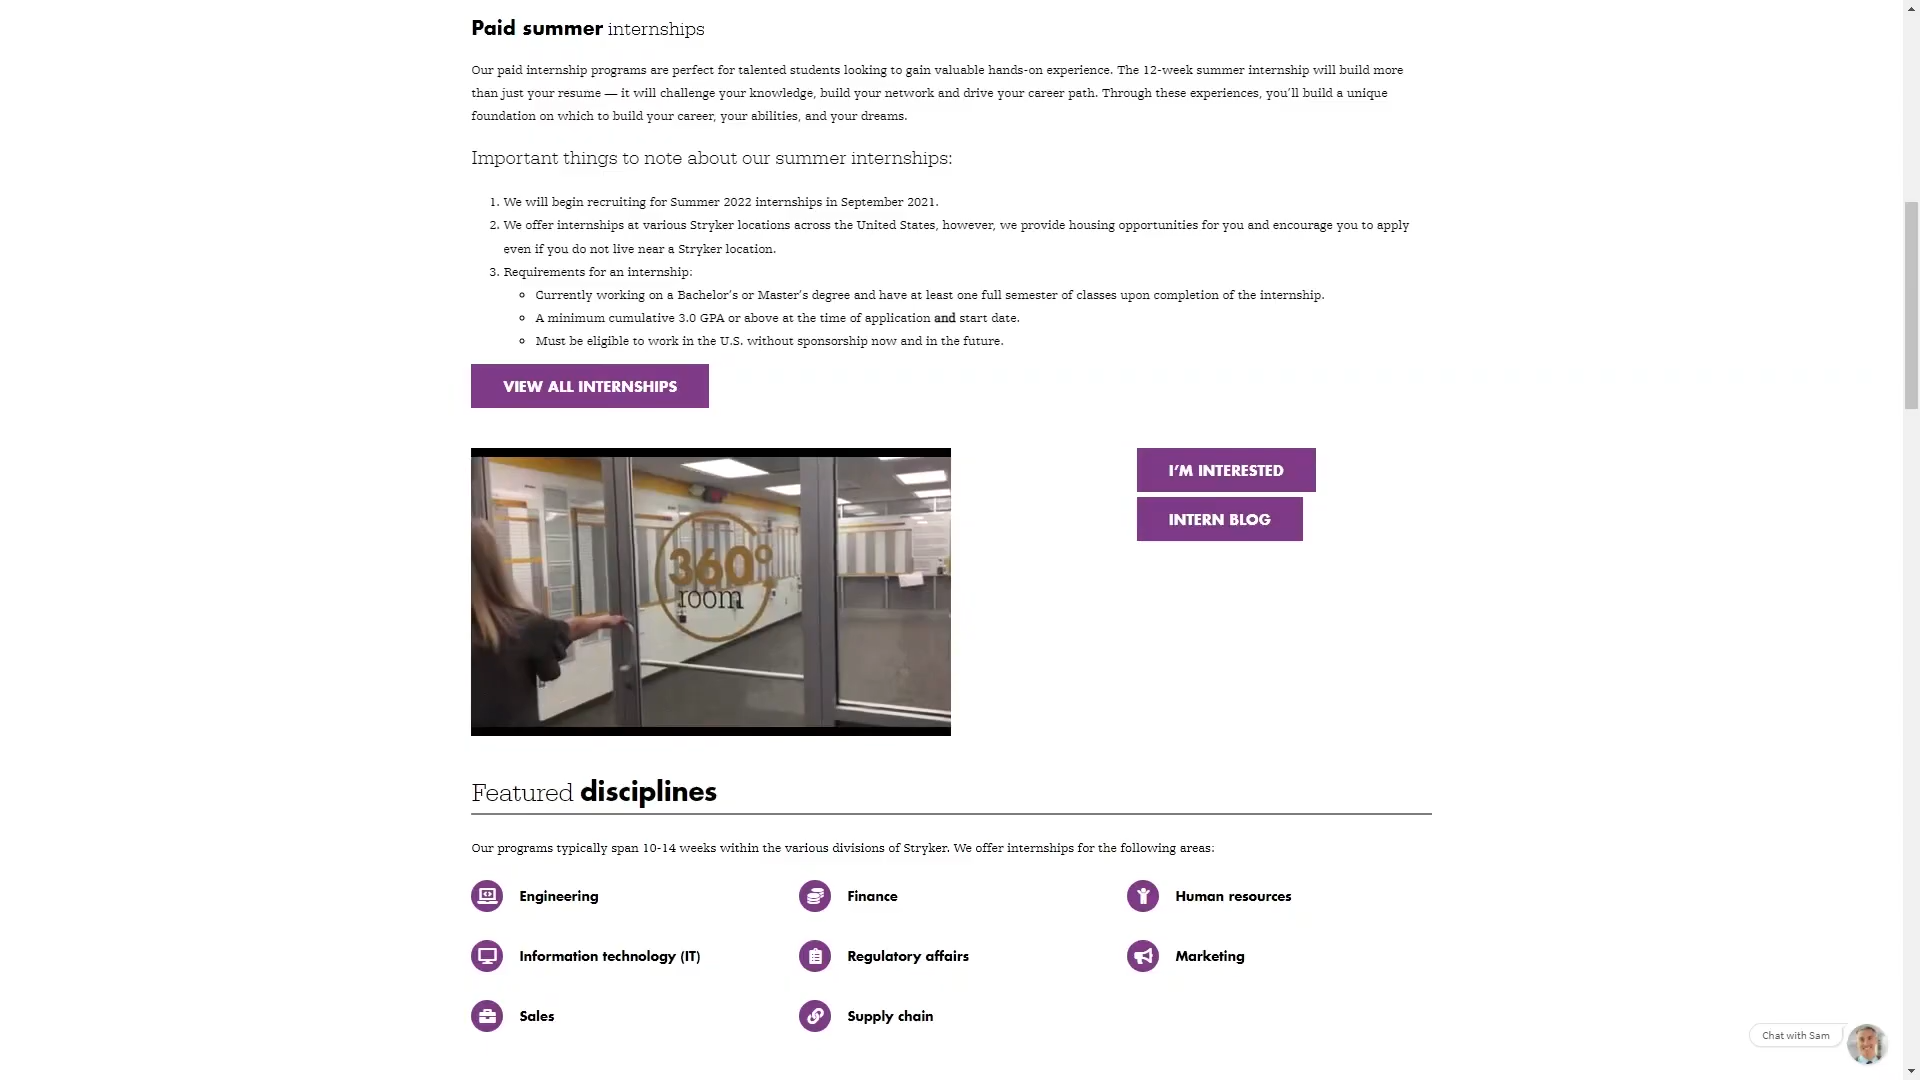 Paid summer internships
Our paid internship programs are perfect for talented students looking to gain valuable hands-on experience. The 12-week summer internship will build more
than just your resume — it will challenge your knowledge, build your network and drive your career path. Through these experiences, you’ll build a unique
foundation on which to build your career, your abilities, and your dreams.
Important things to note about our summer internships:
1. We will begin recruiting for Summer 2022 internships in September 2021.
2. We offer internships at various Stryker locations across the United States, however, we provide housing opportunities for you and encourage you to apply
even if you do not live near a Stryker location.
3. Requirements for an internship:
Currently working on a Bachelor’s or Master’s degree and have at least one full semester of classes upon completion of the internship.
A minimum cumulative 3.0 GPA or above at the time of application and start date.
Must be eligible to work in the U.S. without sponsorship now and in the future.
VIEW ALL INTERNSHIPS
360°
room
I’M INTERESTED
INTERN BLOG
Featured disciplines
Our programs typically span 10-14 weeks within the various divisions of Stryker. We offer internships for the following areas:
Engineering
Finance
Human resources
Information technology (IT)
Regulatory affairs
Marketing
Sales
Supply chain
Chat with Sam